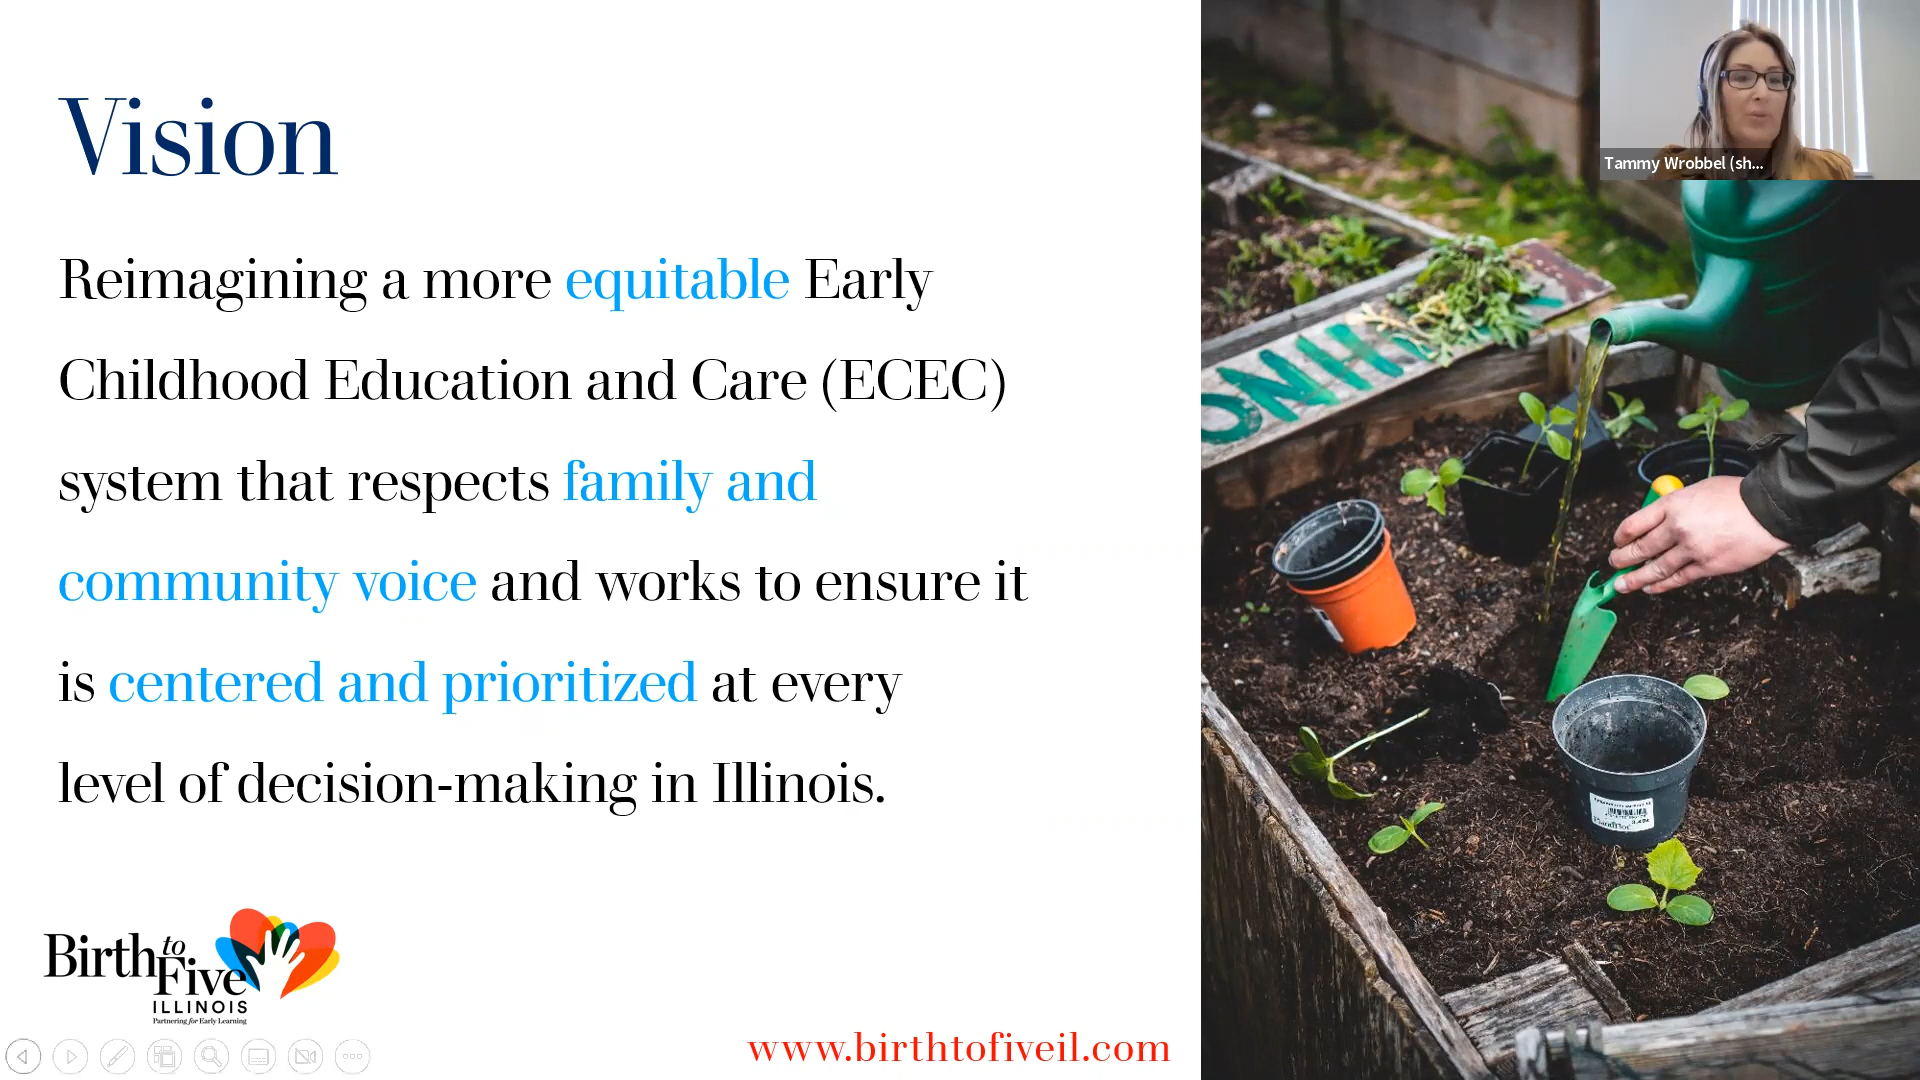 Vision
Reimagining a more equitable Early
Childhood Education and Care (ECEC)
system that respects family and
community voice and works to ensure it
is centered and prioritized at every
level of decision-making in Illinois.
Birth to Five
ILLINOIS
Partnering for Early Learning
www.birthtofiveil.com
Tammy Wrobbel (sh...
ONH